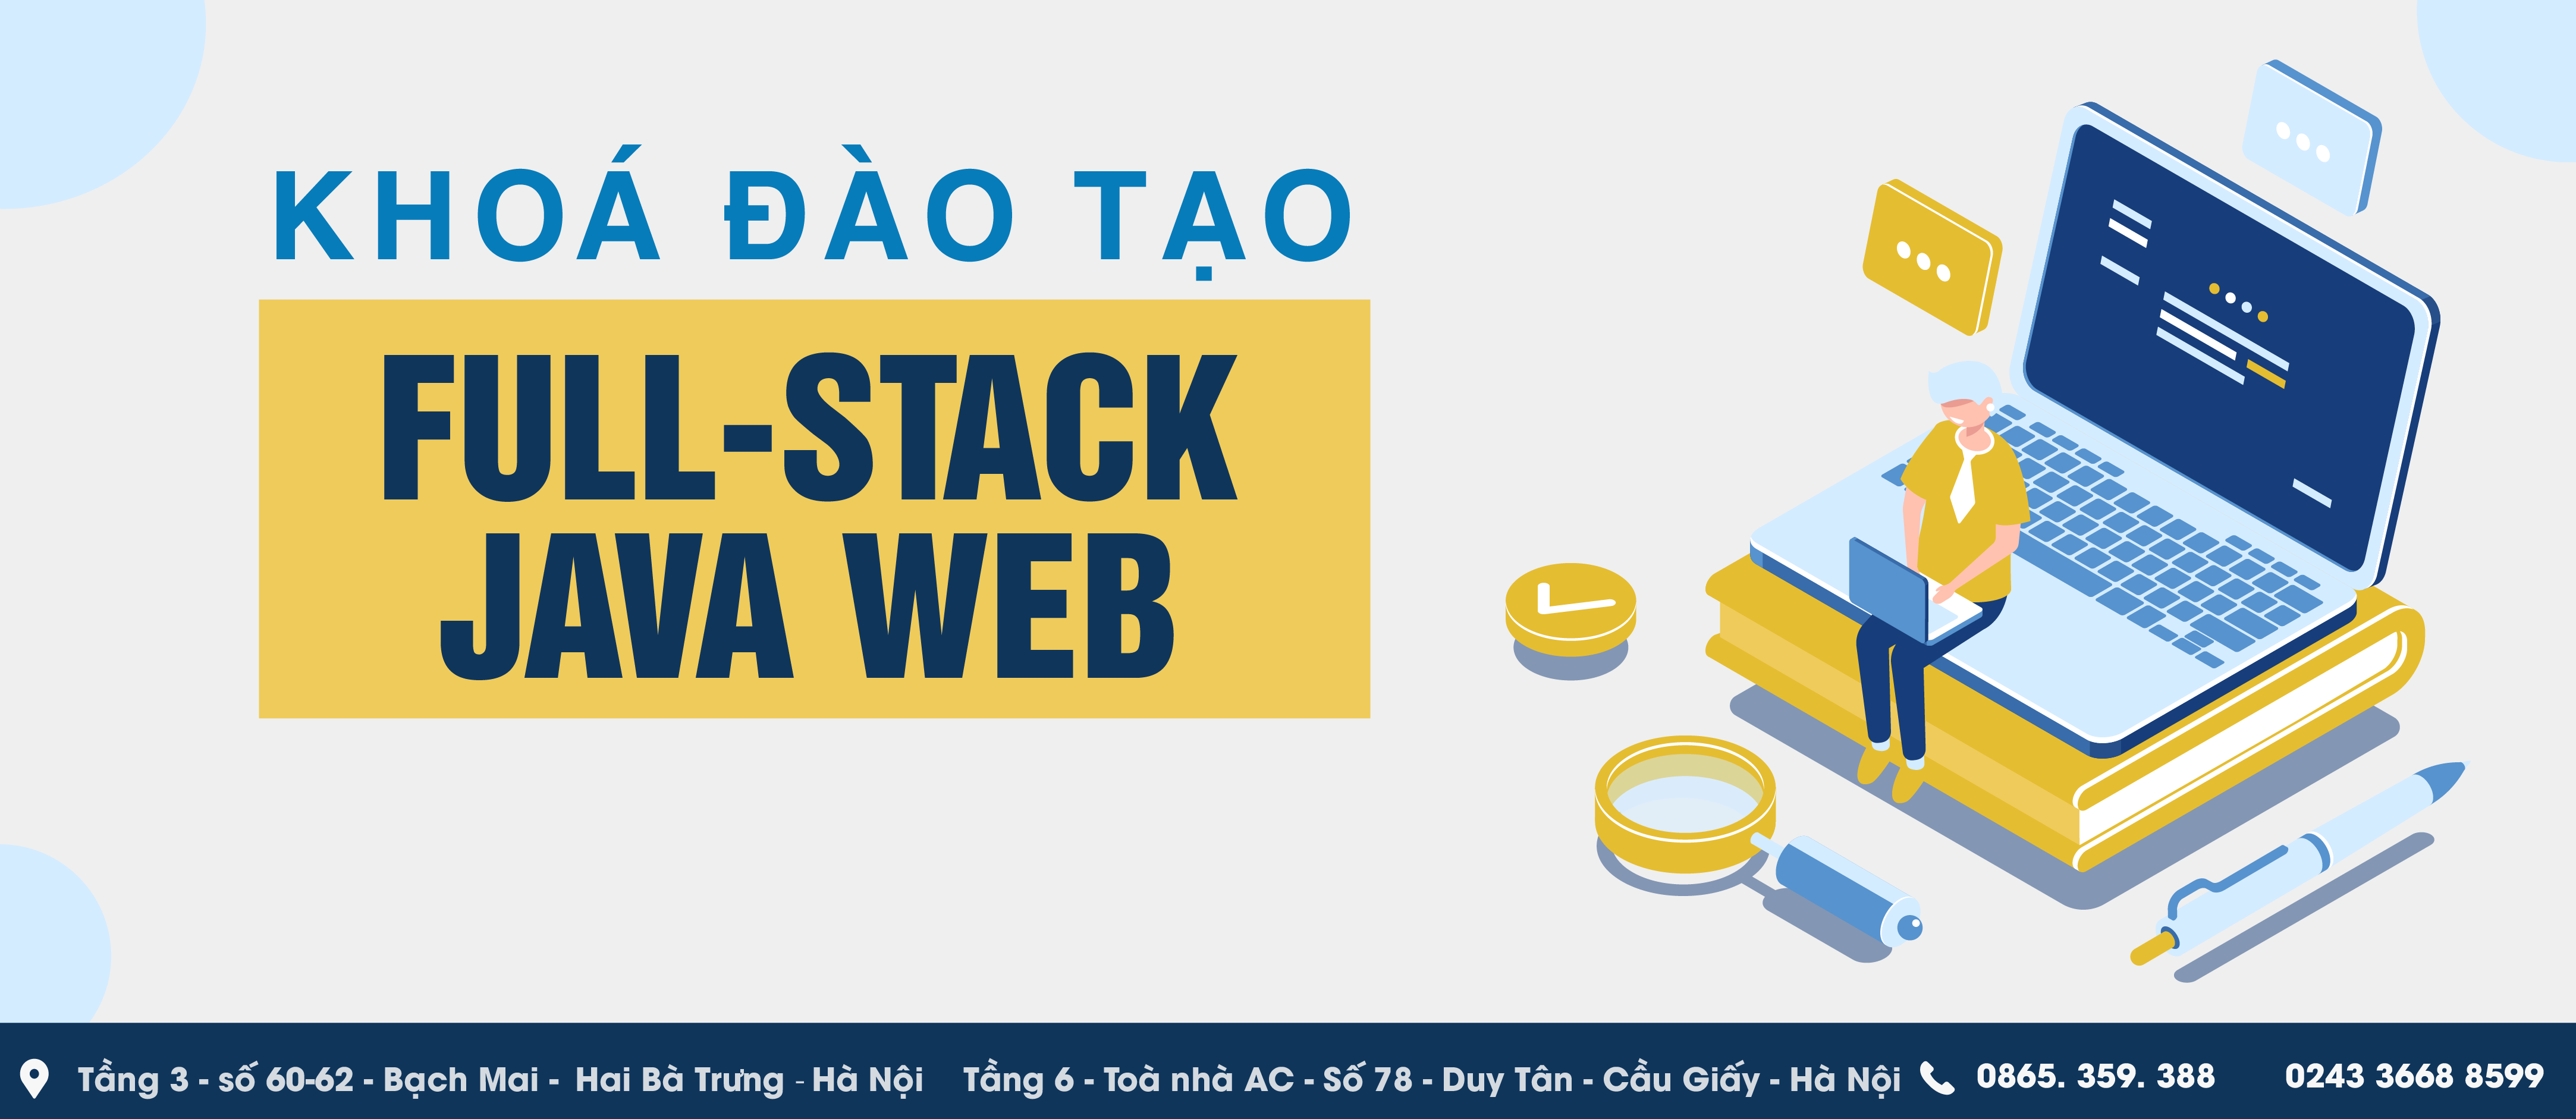 KHOÁ ĐÀO TẠO
FULL-STACK
JAVA WEB
Tầng 3 - số 60-62 - Bạch Mai - Hai Bà Trưng - Hà Nội
Tầng 6 - Toà nhà AC - Số 78 - Duy Tân - Cầu Giấy - Hà Nội
0865. 359. 388
0243 3668 8599